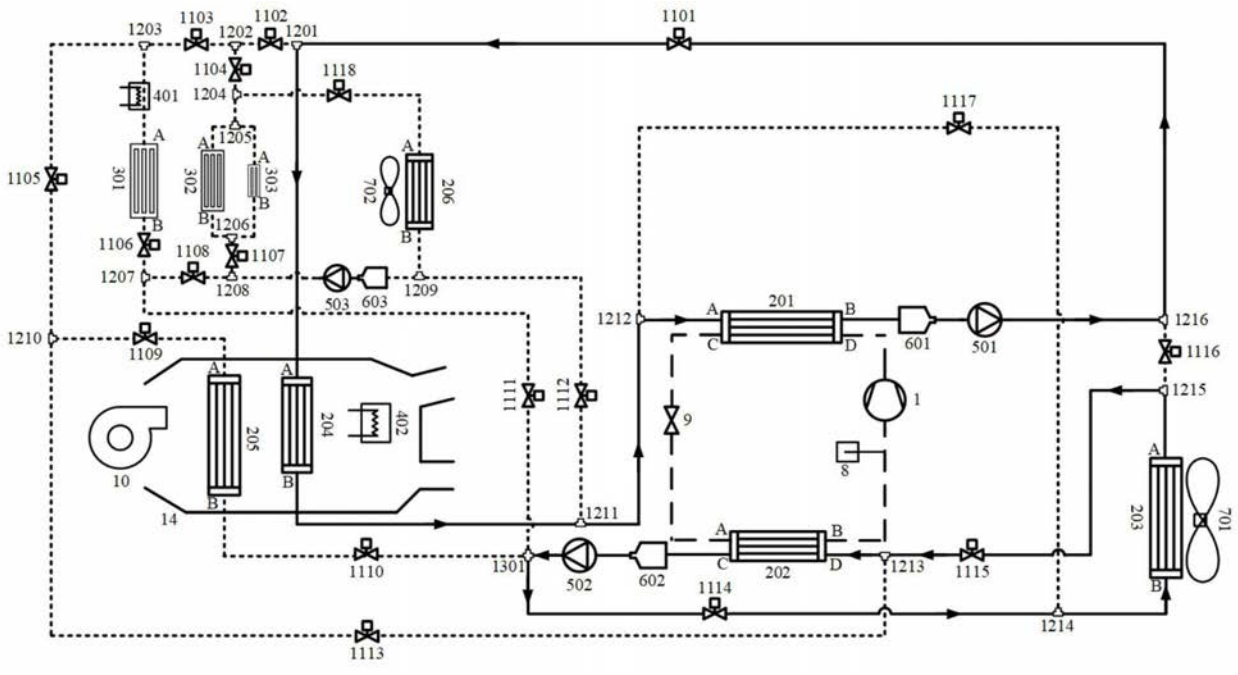 1103 1102 1101
1203 1202 1201
1104 1118
401 1204 1117
A 1205
A A A
1105 301 302 303 702 206
B B B B
1206
1106 1108 1107
1207 1208 503 603 1209
1212 A 201 B 1216
C D 601 501
1210 1109 1116
1215
A A 1111 1112 9 1
204 402
205 8 A
10 B 203 701
B 1211 A B
14 1301 C D 1213 1115
1110 502 602 202 B
1114 1214
1113